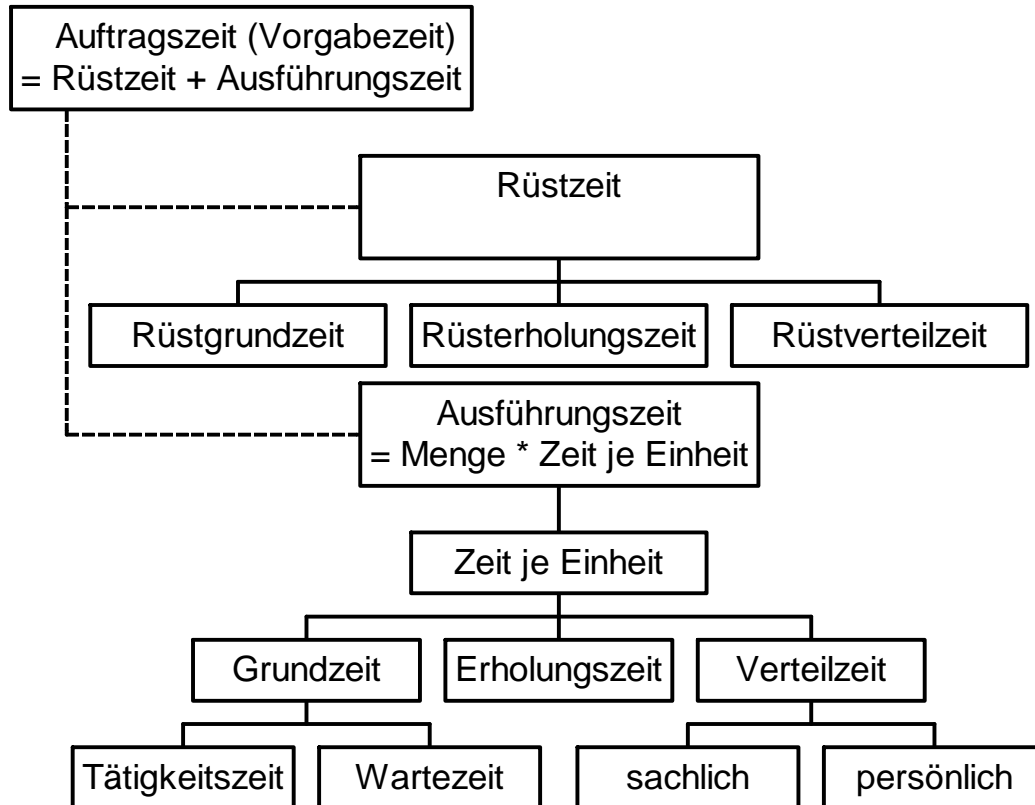 Auftragszeit (Vorgabezeit)
= Rüstzeit + Ausführungszeit
Rüstzeit
Rüstgrundzeit
Rüsterholungszeit
Rüstverteilzeit
Ausführungszeit
= Menge * Zeit je Einheit
Zeit je Einheit
Grundzeit
Erholungszeit
Verteilzeit
Tätigkeitszeit
Wartezeit
sachlich
persönlich